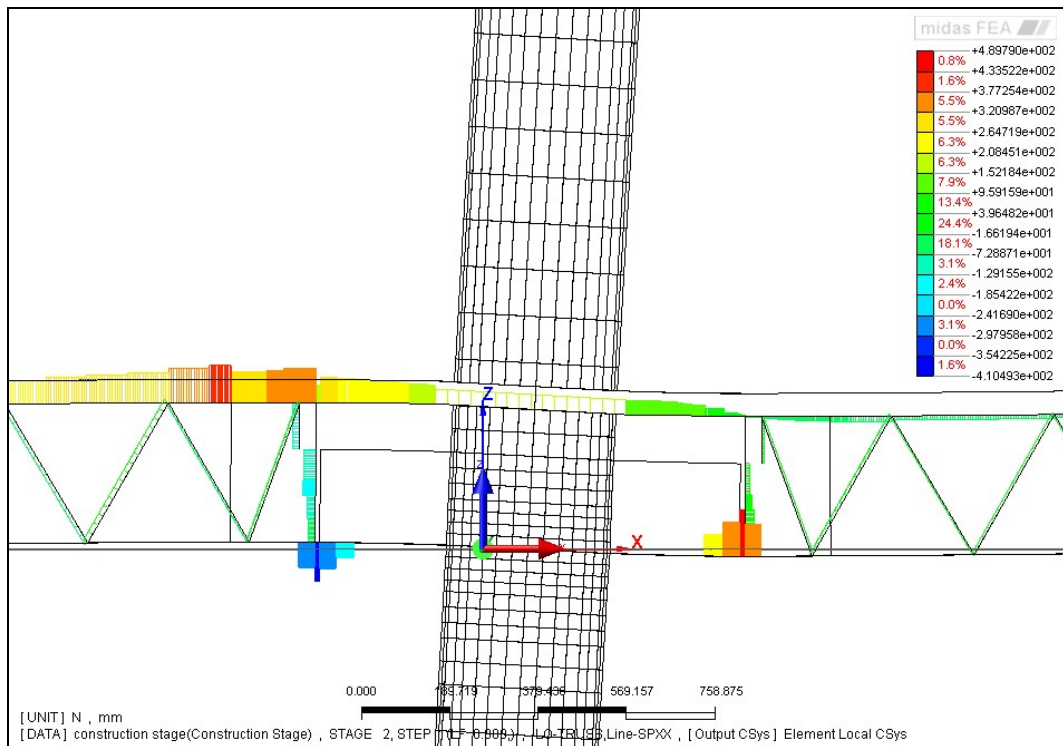 midas FEA
+4.89790e+002
0.8%
+4.33522e+002
1.6%
+3.77254e+002
5.5%
+3.20987e+002
5.5%
+2.64719e+002
6.3%
+2.08451e+002
6.3%
+1.52184e+002
7.9%
+9.59159e+001
13.4%
+3.96482e+001
24.4%
-1.66194e+001
18.1%
-7.28871e+001
3.1%
-1.29155e+002
2.4%
-1.85422e+002
0.0%
-2.41690e+002
3.1%
-2.97958e+002
0.0%
-3.54225e+002
1.6%
-4.10493e+002
Z
X
0.000 379.438 569.157 758.875
[UNIT] N , mm
[DATA] construction stage(Construction Stage) , STAGE 2, STEP Line-SPXX , [Output CSys] Element Local CSys